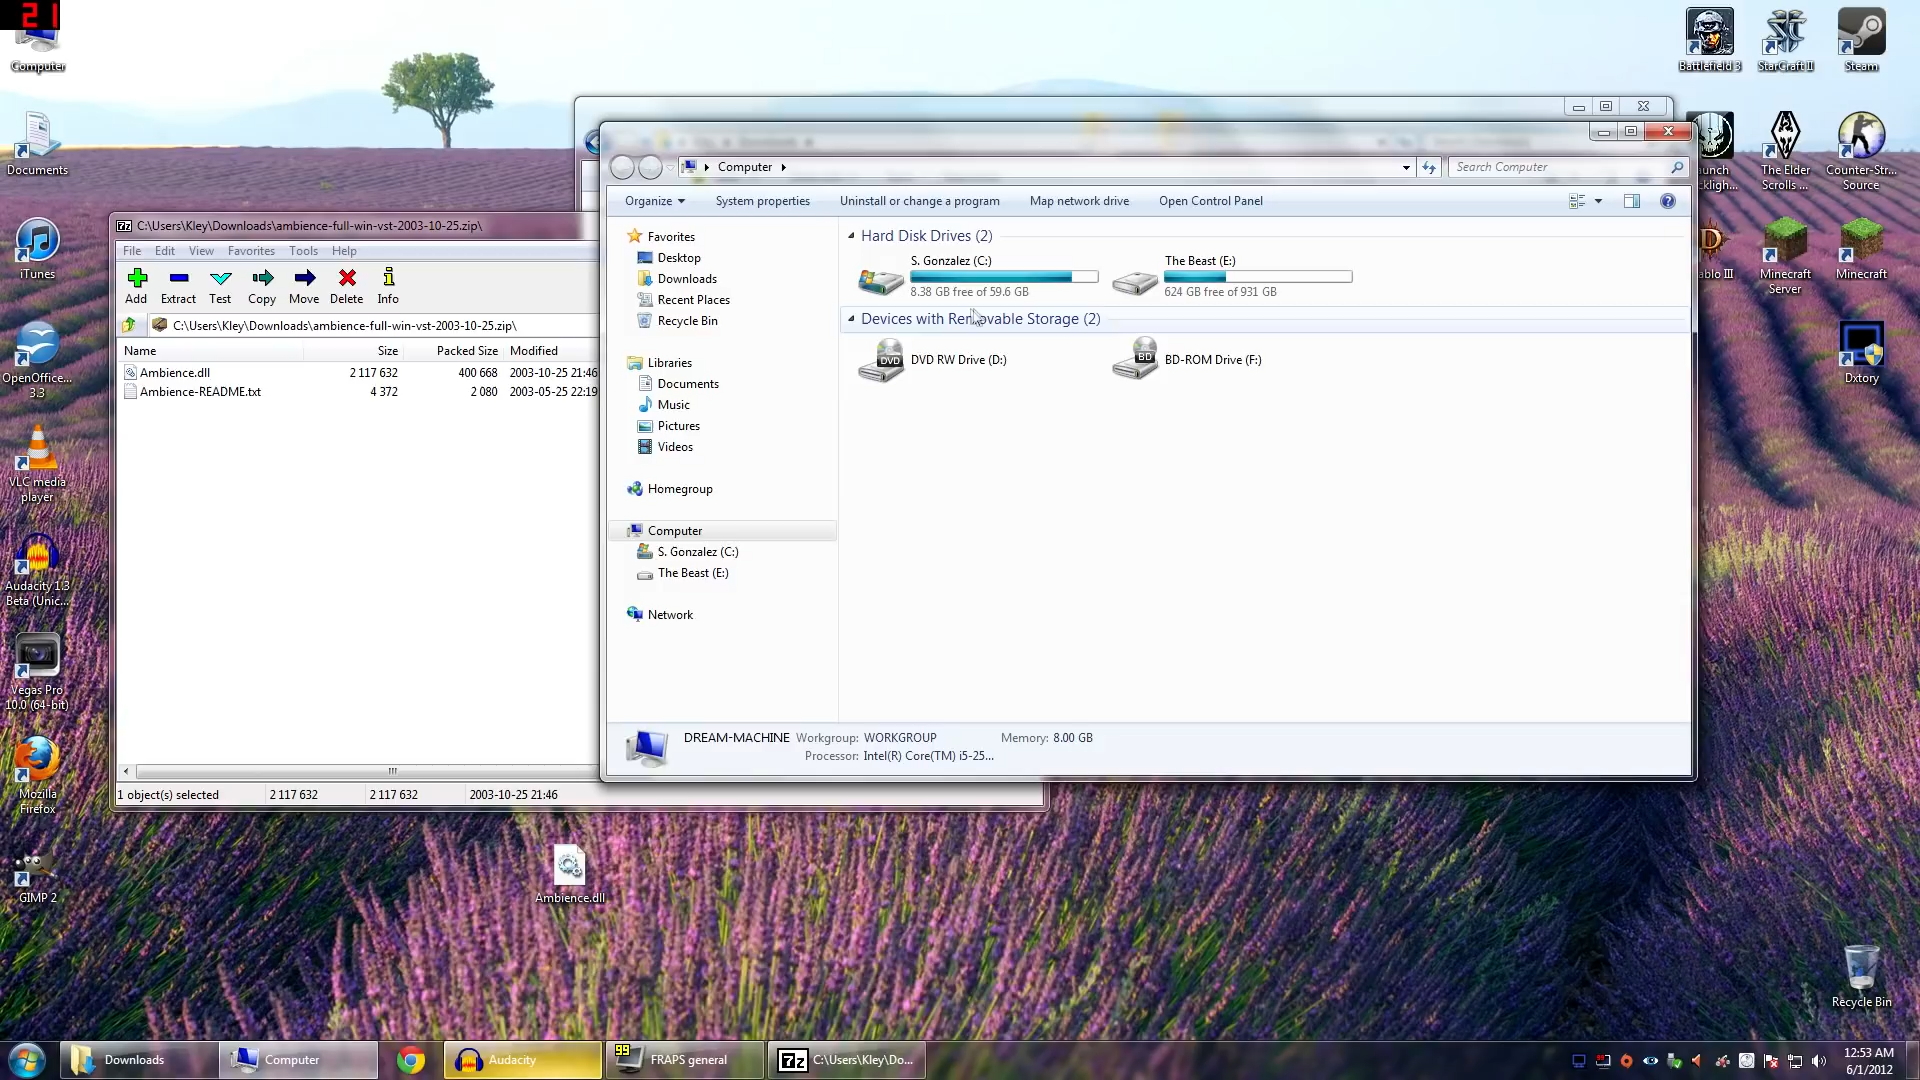 21
Computer
Documents
iTunes
OpenOffice...
3.3
VLC media
player
Audacity 1.3
Beta (Unic...
Vegas Pro
10.0 (64-bit)
Mozilla
Firefox
GIMP 2
Battlefield 3
StarCraft II
Steam
The Elder
Scrolls ...
Counter-Str...
Source
Minecraft
Server
Minecraft
Dxtory
Recycle Bin
Ambience.dll
C:\Users\Kley\Downloads\ambience-full-win-vst-2003-10-25.zip\
File Edit View Favorites Tools Help
Add Extract Test Copy Move Delete Info
C:\Users\Kley\Downloads\ambience-full-win-vst-2003-10-25.zip\
Name Size Packed Size Modified
Ambience.dll 2 117 632 400 668 2003-10-25 21:46
Ambience-README.txt 4 372 2 080 2003-05-25 22:19
1 object(s) selected 2 117 632 2 117 632 2003-10-25 21:46
Computer
Search Computer
Organize System properties Uninstall or change a program Map network drive Open Control Panel
Favorites
Desktop
Downloads
Recent Places
Recycle Bin
Libraries
Documents
Music
Pictures
Videos
Homegroup
Computer
S. Gonzalez (C:)
The Beast (E:)
Network
Hard Disk Drives (2)
S. Gonzalez (C:)
8.38 GB free of 59.6 GB
The Beast (E:)
624 GB free of 931 GB
Devices with Removable Storage (2)
DVD
DVD RW Drive (D:)
BD
BD-ROM Drive (F:)
DREAM-MACHINE Workgroup: WORKGROUP Memory: 8.00 GB
Processor: Intel(R) Core(TM) i5-25...
Downloads
Computer
Audacity
99
FRAPS general
7z
C:\Users\Kley\Do...
12:53 AM
6/1/2012